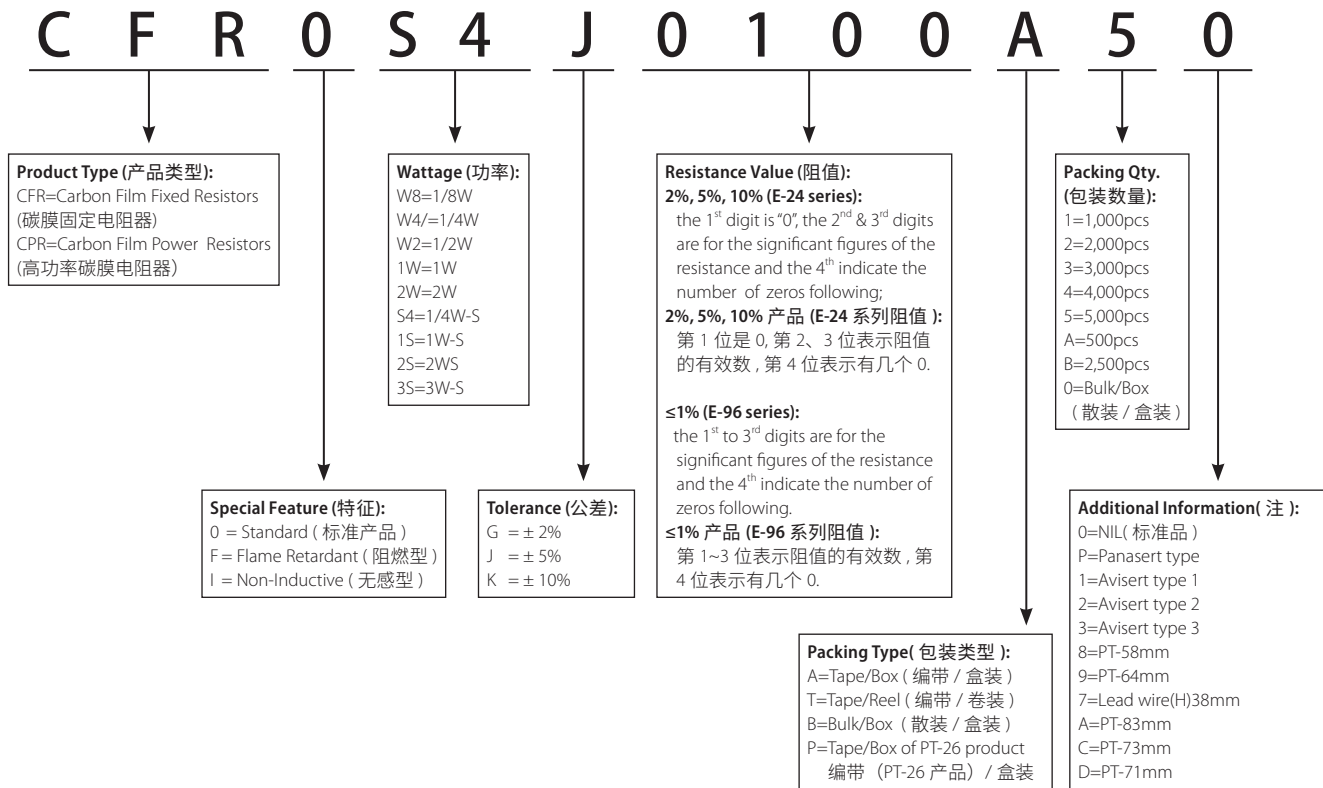 C F R 0 S 4 J 0 1 0 0 A 5 0
Product Type (产品类型):
CFR=Carbon Film Fixed Resistors
(碳膜固定电阻器)
CPR=Carbon Film Power Resistors
(高功率碳膜电阻器）
Wattage (功率):
W8=1/8W
W4/=1/4W
W2=1/2W
1W=1W
2W=2W
S4=1/4W-S
1S=1W-S
2S=2WS
3S=3W-S
Resistance Value (阻值):
2%, 5%, 10% (E-24 series):
the 1st digit is "0", the 2nd & 3rd digits
are for the significant figures of the
resistance and the 4th indicate the
number of zeros following;
2%, 5%, 10% 产品 (E-24 系列阻值 ):
第 1 位是 0, 第 2、3 位表示阻值
的有效数 , 第 4 位表示有几个 0.
≤1% (E-96 series):
the 1st to 3rd digits are for the
significant figures of the resistance
and the 4th indicate the number of
zeros following.
≤1% 产品 (E-96 系列阻值 ):
第 1~3 位表示阻值的有效数 , 第
4 位表示有几个 0.
Packing Qty.
(包装数量):
1=1,000pcs
2=2,000pcs
3=3,000pcs
4=4,000pcs
5=5,000pcs
A=500pcs
B=2,500pcs
0=Bulk/Box
( 散装 / 盒装 )
Special Feature (特征):
0 = Standard ( 标准产品 )
F = Flame Retardant ( 阻燃型 )
I = Non-Inductive ( 无感型 )
Tolerance (公差):
G = ± 2%
J = ± 5%
K = ± 10%
Packing Type( 包装类型 ):
A=Tape/Box ( 编带 / 盒装 )
T=Tape/Reel ( 编带 / 卷装 )
B=Bulk/Box ( 散装 / 盒装 )
P=Tape/Box of PT-26 product
编带（PT-26 产品）/ 盒装
Additional Information( 注 ):
0=NIL( 标准品 )
P=Panasert type
1=Avisert type 1
2=Avisert type 2
3=Avisert type 3
8=PT-58mm
9=PT-64mm
7=Lead wire(H)38mm
A=PT-83mm
C=PT-73mm
D=PT-71mm